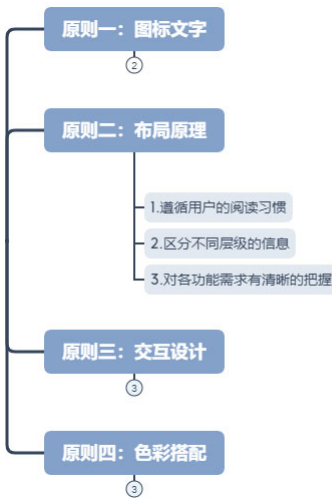 原则一：图标文字
2
原则二：布局原理
1.遵循用户的阅读习惯
2.区分不同层级的信息
3.对各功能需求有清晰的把握
原则三：交互设计
3
原则四：色彩搭配
3